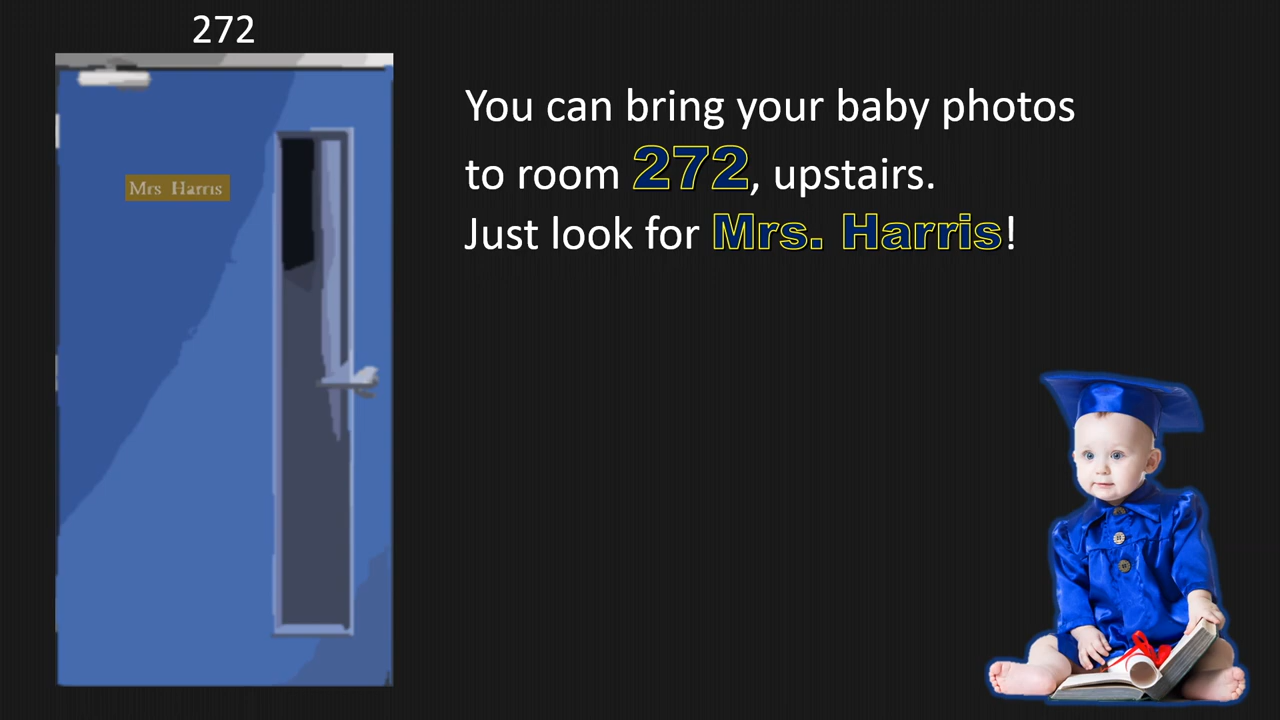 272
Mrs Harris
You can bring your baby photos
to room 272, upstairs.
Just look for Mrs. Harris!